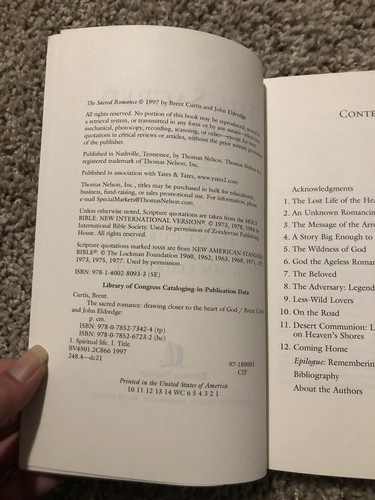 The Sacred Romance © 1997 by Brent Curtis and John Eldredge.
All rights reserved. No portion of this book may be reproduced, stored in
a retrieval system, or transmitted in any form or by any means—electronic,
mechanical, photocopy, recording, scanning, or other—except for brief
quotations in critical reviews or articles, without the prior written permission
of the publisher.
Published in Nashville, Tennessee, by Thomas Nelson. Thomas Nelson is a
registered trademark of Thomas Nelson, Inc.
Published in association with Yates & Yates, www.yates2.com.
Thomas Nelson, Inc., titles may be purchased in bulk for educational,
business, fund-raising, or sales promotional use. For information, please
e-mail SpecialMarkets@ThomasNelson.com.
Unless otherwise noted, Scripture quotations are taken from the HOLY
BIBLE: NEW INTERNATIONAL VERSION®. © 1973, 1978, 1984 by
International Bible Society. Used by permission of Zondervan Publishing
House. All rights reserved.
Scripture quotations marked NASB are from NEW AMERICAN STANDARD
BIBLE®. © The Lockman Foundation 1960, 1962, 1963, 1968, 1971,
1973, 1975, 1977. Used by permission.
ISBN: 978-1-4002-8093-3 (SE)
Library of Congress Cataloging-in-Publication Data
Curtis, Brent.
The sacred romance: drawing closer to the heart of God / Brent Curtis
and John Eldredge.
p. cm.
ISBN: 978-0-7852-7342-4 (tp)
ISBN: 978-0-7852-6723-2 (hc)
1. Spiritual life. I. Title.
BV4501.2C866 1997
248.4—dc21
97-180001
CIP
Printed in the United States of America
10 11 12 13 14 WC 6 5 4 3 2 1
CONTE
Acknowledgments
1. The Lost Life of the Hea
2. An Unknown Romancin
3. The Message of the Arro
4. A Story Big Enough to
5. The Wildness of God
6. God the Ageless Roma
7. The Beloved
8. The Adversary: Legend
9. Less-Wild Lovers
10. On the Road
11. Desert Communion: L
on Heaven's Shores
12. Coming Home
Epilogue: Rememberin
Bibliography
About the Authors